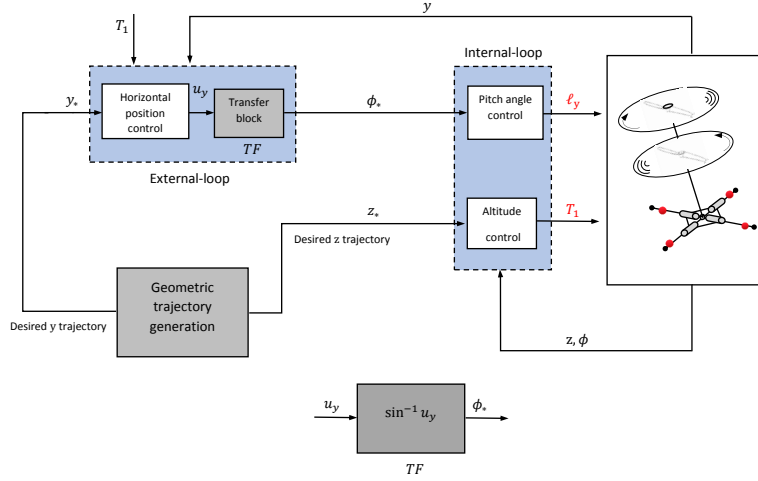 y
T₁
Internal-loop
y*
Horizontal
position
control
u_y
Transfer
block
TF
ϕ*
Pitch angle
control
ℓ_y
External-loop
z*
Desired z trajectory
Altitude
control
T₁
Geometric
trajectory
generation
Desired y trajectory
z, ϕ
u_y
sin⁻¹ u_y
ϕ*
TF